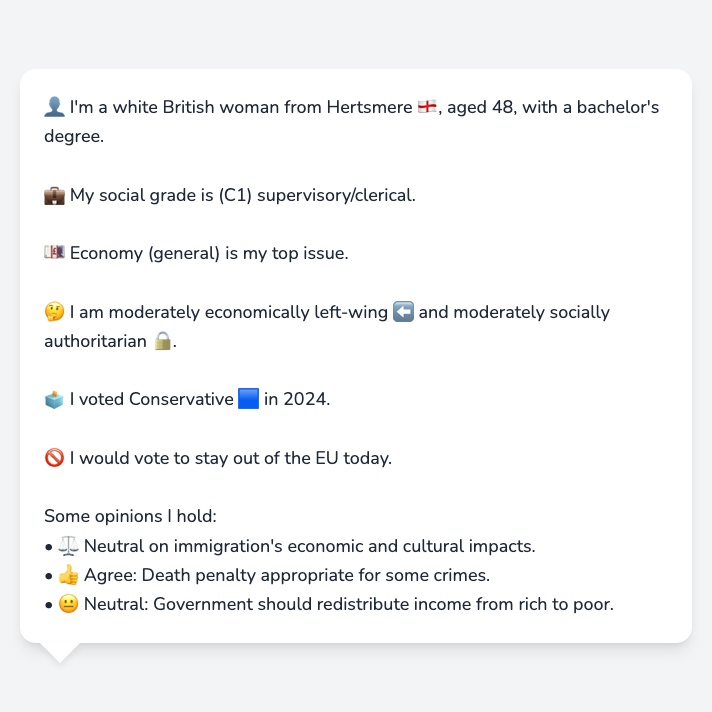 👤 I'm a white British woman from Hertsmere 🏴󠁧󠁢󠁥󠁮󠁧󠁿, aged 48, with a bachelor's
degree.
💼 My social grade is (C1) supervisory/clerical.
💷 Economy (general) is my top issue.
🤔 I am moderately economically left-wing ⬅️ and moderately socially
authoritarian 🔒.
🗳️ I voted Conservative 🟦 in 2024.
🚫 I would vote to stay out of the EU today.
Some opinions I hold:
• ⚖️ Neutral on immigration's economic and cultural impacts.
• 👍 Agree: Death penalty appropriate for some crimes.
• 😐 Neutral: Government should redistribute income from rich to poor.